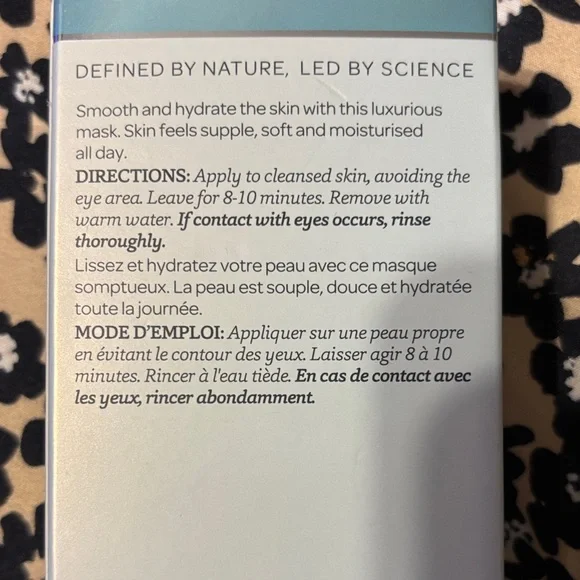 DEFINED BY NATURE, LED BY SCIENCE
Smooth and hydrate the skin with this luxurious
mask. Skin feels supple, soft and moisturised
all day.
DIRECTIONS: Apply to cleansed skin, avoiding the
eye area. Leave for 8-10 minutes. Remove with
warm water. If contact with eyes occurs, rinse
thoroughly.
Lissez et hydratez votre peau avec ce masque
somptueux. La peau est souple, douce et hydratée
toute la journée.
MODE D'EMPLOI: Appliquer sur une peau propre
en évitant le contour des yeux. Laisser agir 8 à 10
minutes. Rincer à l'eau tiède. En cas de contact avec
les yeux, rincer abondamment.